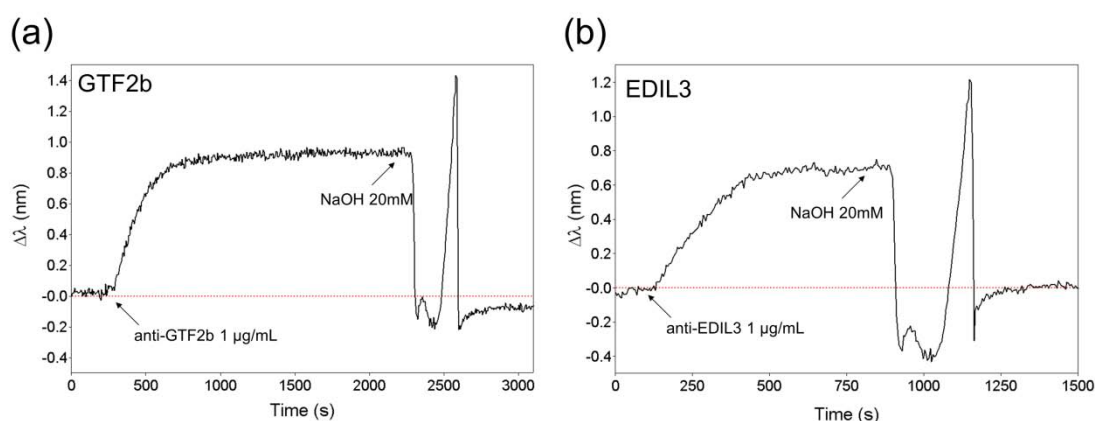 (a)
GTF2b
1.4
1.2
1.0
0.8
0.6
0.4
0.2
-0.0
-0.2
-0.4
Δλ (nm)
NaOH 20mM
anti-GTF2b 1 µg/mL
0 500 1000 1500 2000 2500 3000
Time (s)
(b)
EDIL3
1.2
1.0
0.8
0.6
0.4
0.2
-0.0
-0.2
-0.4
Δλ (nm)
NaOH 20mM
anti-EDIL3 1 µg/mL
0 250 500 750 1000 1250 1500
Time (s)